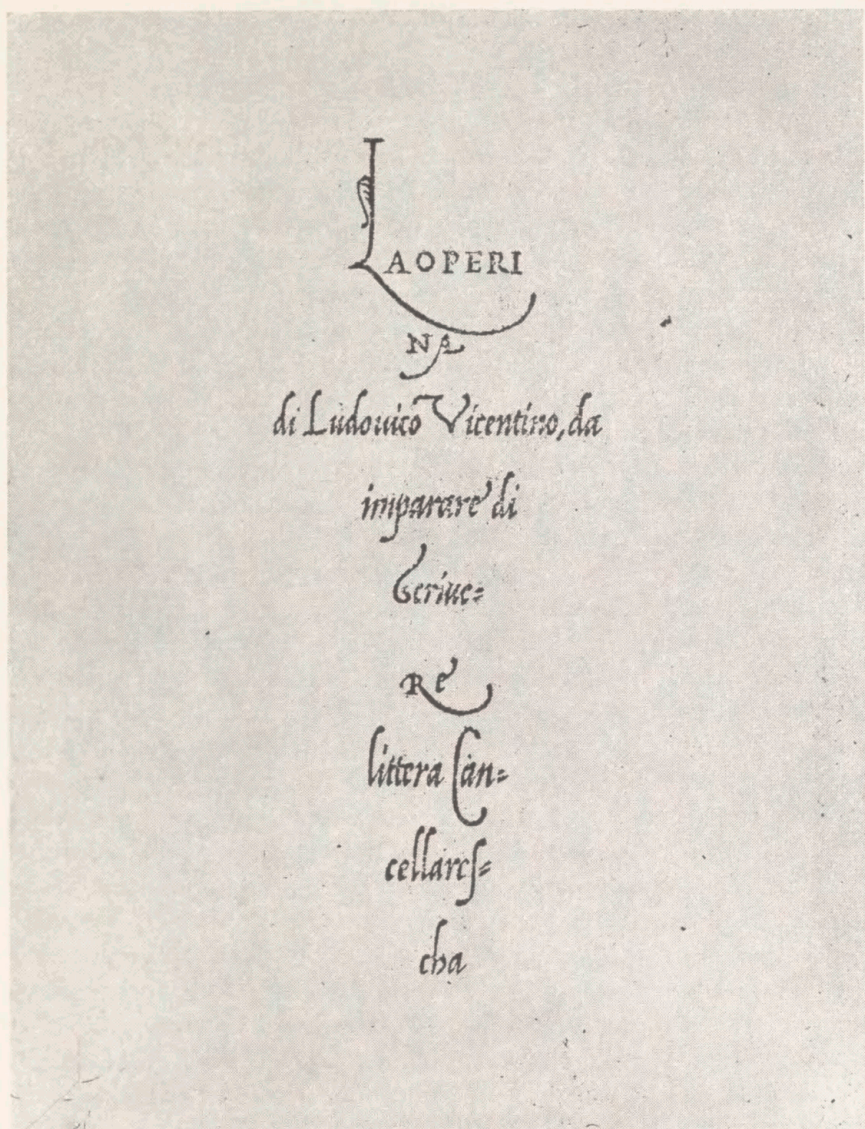 LAOPERI
NA
di Ludouico Vicentino, da
imparare di
scriue=
RE
littera Can=
cellares=
cha